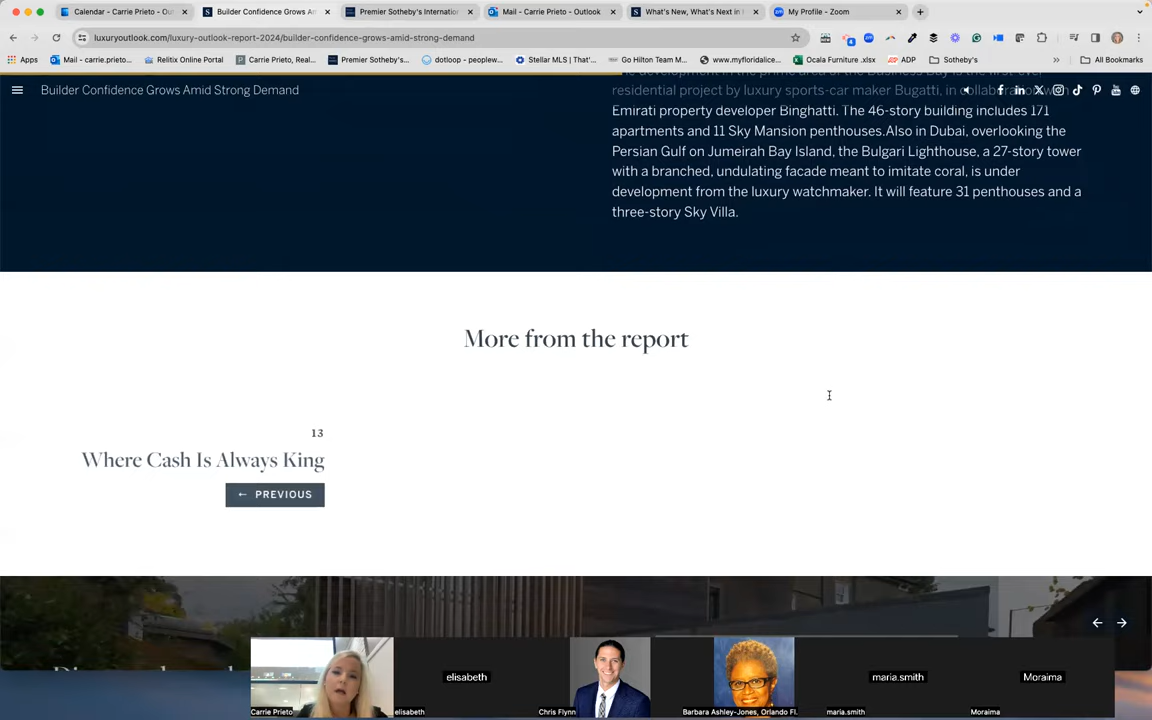 Calendar - Carrie Prieto - Ou
Builder Confidence Grows A
Premier Sotheby's Internatio
Mail - Carrie Prieto - Outlook
What's New, What's Next in
My Profile - Zoom
luxuryoutlook.com/luxury-outlook-report-2024/builder-confidence-grows-amid-strong-demand
Apps
Mail - carrie.prieto...
Relitix Online Portal
Carrie Prieto, Real...
Premier Sotheby's...
dotloop - peoplew...
Stellar MLS | That'...
Go Hilton Team M...
www.myfloridalice...
Ocala Furniture .xlsx
ADP
Sotheby's
All Bookmarks
Builder Confidence Grows Amid Strong Demand
residential project by luxury sports-car maker Bugatti, in collaboration with
Emirati property developer Binghatti. The 46-story building includes 171
apartments and 11 Sky Mansion penthouses.Also in Dubai, overlooking the
Persian Gulf on Jumeirah Bay Island, the Bulgari Lighthouse, a 27-story tower
with a branched, undulating facade meant to imitate coral, is under
development from the luxury watchmaker. It will feature 31 penthouses and a
three-story Sky Villa.
More from the report
13
Where Cash Is Always King
← PREVIOUS
elisabeth
maria.smith
Moraima
Carrie Prieto
elisabeth
Chris Flynn
Barbara Ashley-Jones, Orlando Fl.
maria.smith
Moraima